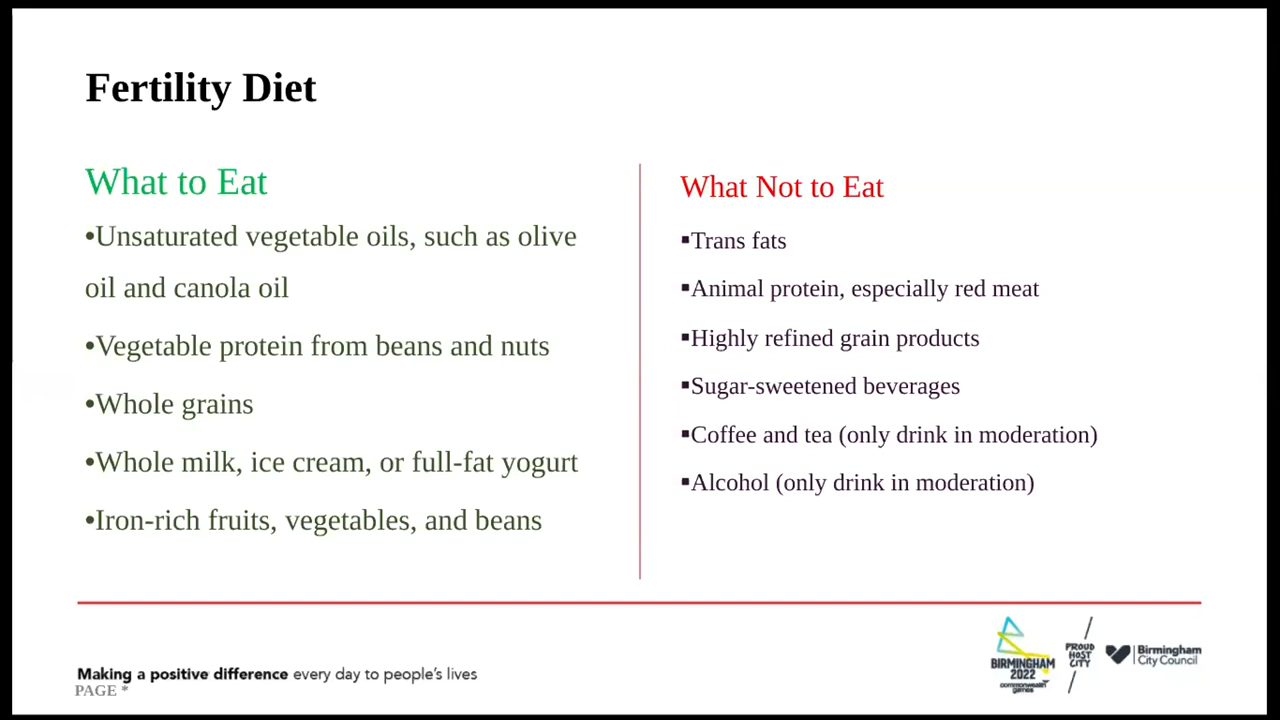 Fertility Diet
What to Eat
•Unsaturated vegetable oils, such as olive
oil and canola oil
•Vegetable protein from beans and nuts
•Whole grains
•Whole milk, ice cream, or full-fat yogurt
•Iron-rich fruits, vegetables, and beans
What Not to Eat
▪Trans fats
▪Animal protein, especially red meat
▪Highly refined grain products
▪Sugar-sweetened beverages
▪Coffee and tea (only drink in moderation)
▪Alcohol (only drink in moderation)
Making a positive difference every day to people's lives
PAGE *
BIRMINGHAM
2022
commonwealth
games
PROUD
HOST
CITY
Birmingham
City Council